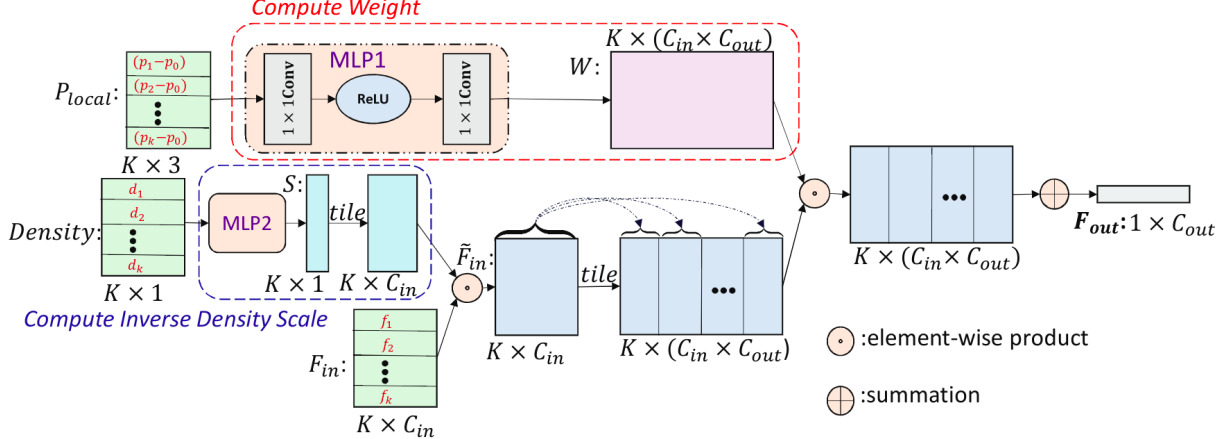 Compute Weight
P_local:
(p_1−p_0)
(p_2−p_0)
(p_k−p_0)
K × 3
1 × 1Conv
MLP1
ReLU
1 × 1Conv
K × (C_in × C_out)
W:
Density:
d_1
d_2
d_k
K × 1
MLP2
S:
tile
K × 1
K × C_in
Compute Inverse Density Scale
F_in:
f_1
f_2
f_k
K × C_in
F̃_in:
K × C_in
tile
K × (C_in × C_out)
K × (C_in × C_out)
F_out: 1 × C_out
:element-wise product
:summation